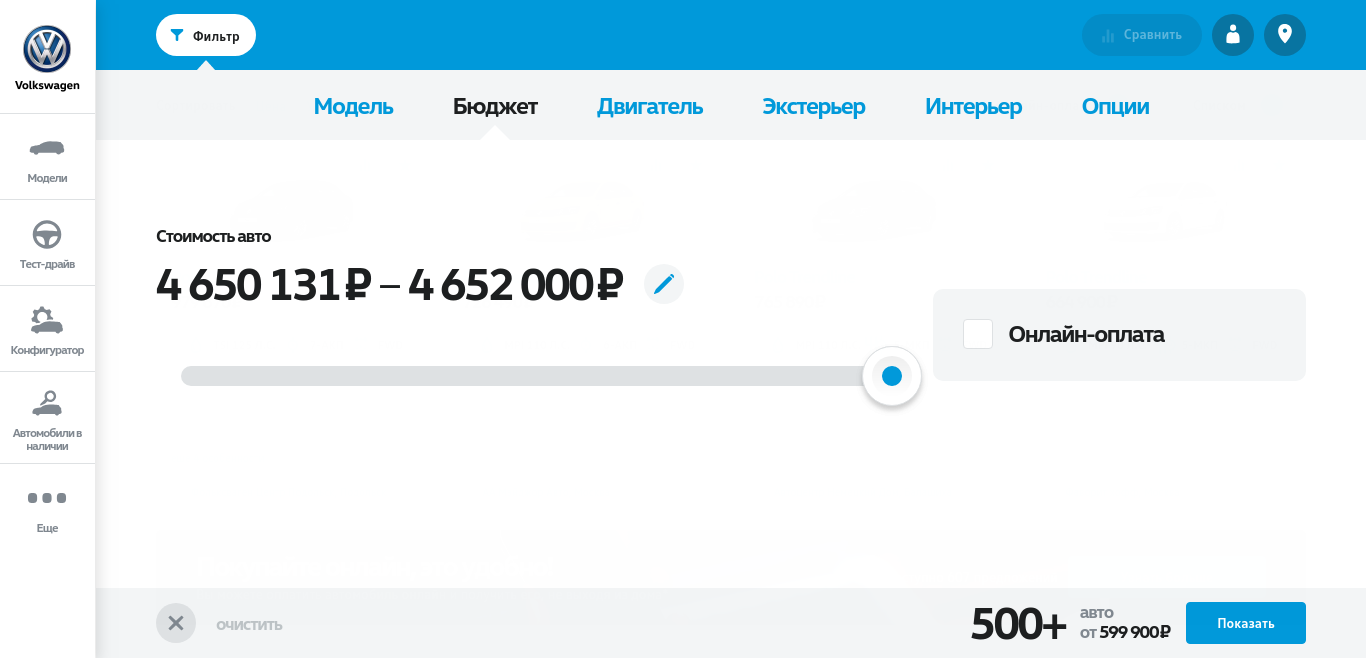 Фильтр
Сравнить
Volkswagen
Модель
Бюджет
Двигатель
Экстерьер
Интерьер
Опции
Модели
Тест-драйв
Конфигуратор
Автомобили в
наличии
Еще
Стоимость авто
4 650 131 ₽ – 4 652 000 ₽
Онлайн-оплата
очистить
500+
авто
от 599 900 ₽
Показать